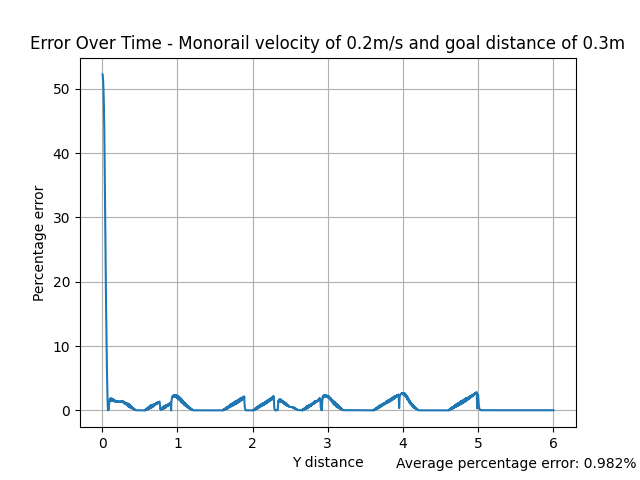 Error Over Time - Monorail velocity of 0.2m/s and goal distance of 0.3m
50
40
30
20
10
0
Percentage error
0 1 2 3 4 5 6
Y distance
Average percentage error: 0.982%